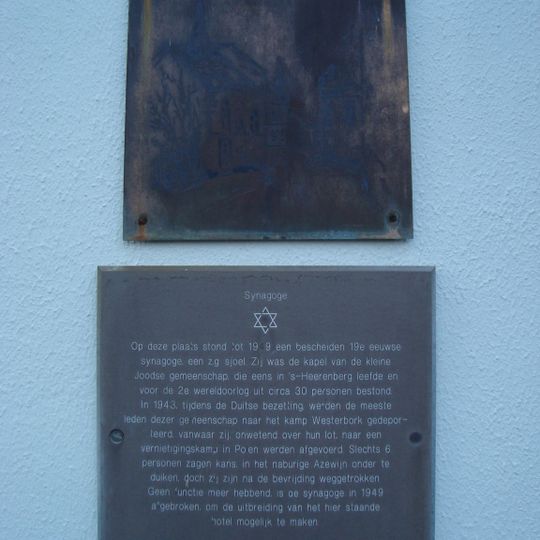 Synagoge
Op deze plaats stond tot 19 9 een bescheiden 19e eeuwse
synagoge, een z.g. sjoel. Zij was de kapel van de kleine
Joodse gemeenschap, die eens in 's-Heerenberg leefde en
voor de 2e wereldoorlog uit circa 30 personen bestond.
In 1943, tijdens de Duitse bezetting, werden de meeste
leden dezer gemeenschap naar het kamp Westerbork gedepor-
teerd, vanwaar zij, onwetend over hun lot, naar een
vernietigingskamp in Polen werden afgevoerd. Slechts 6
personen zagen kans, in het naburige Azewijn onder te
duiken, doch zij zijn na de bevrijding weggetrokken.
Geen functie meer hebbend, is de synagoge in 1949
afgebroken, om de uitbreiding van het hier staande
hotel mogelijk te maken.